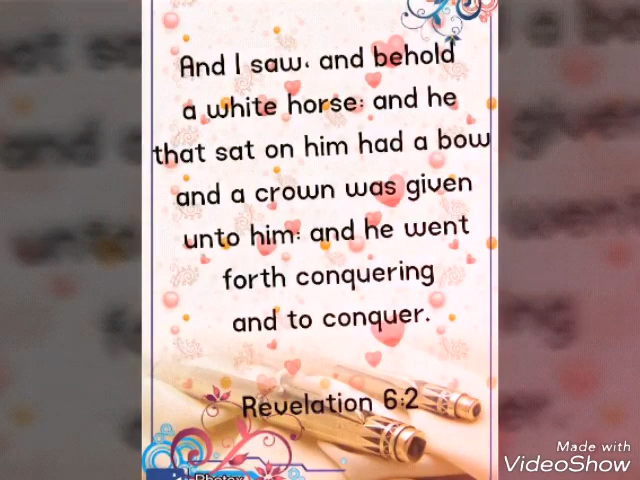 And I saw, and behold
a white horse: and he
that sat on him had a bow
and a crown was given
unto him: and he went
forth conquering
and to conquer.
Revelation 6:2
Made with
VideoShow